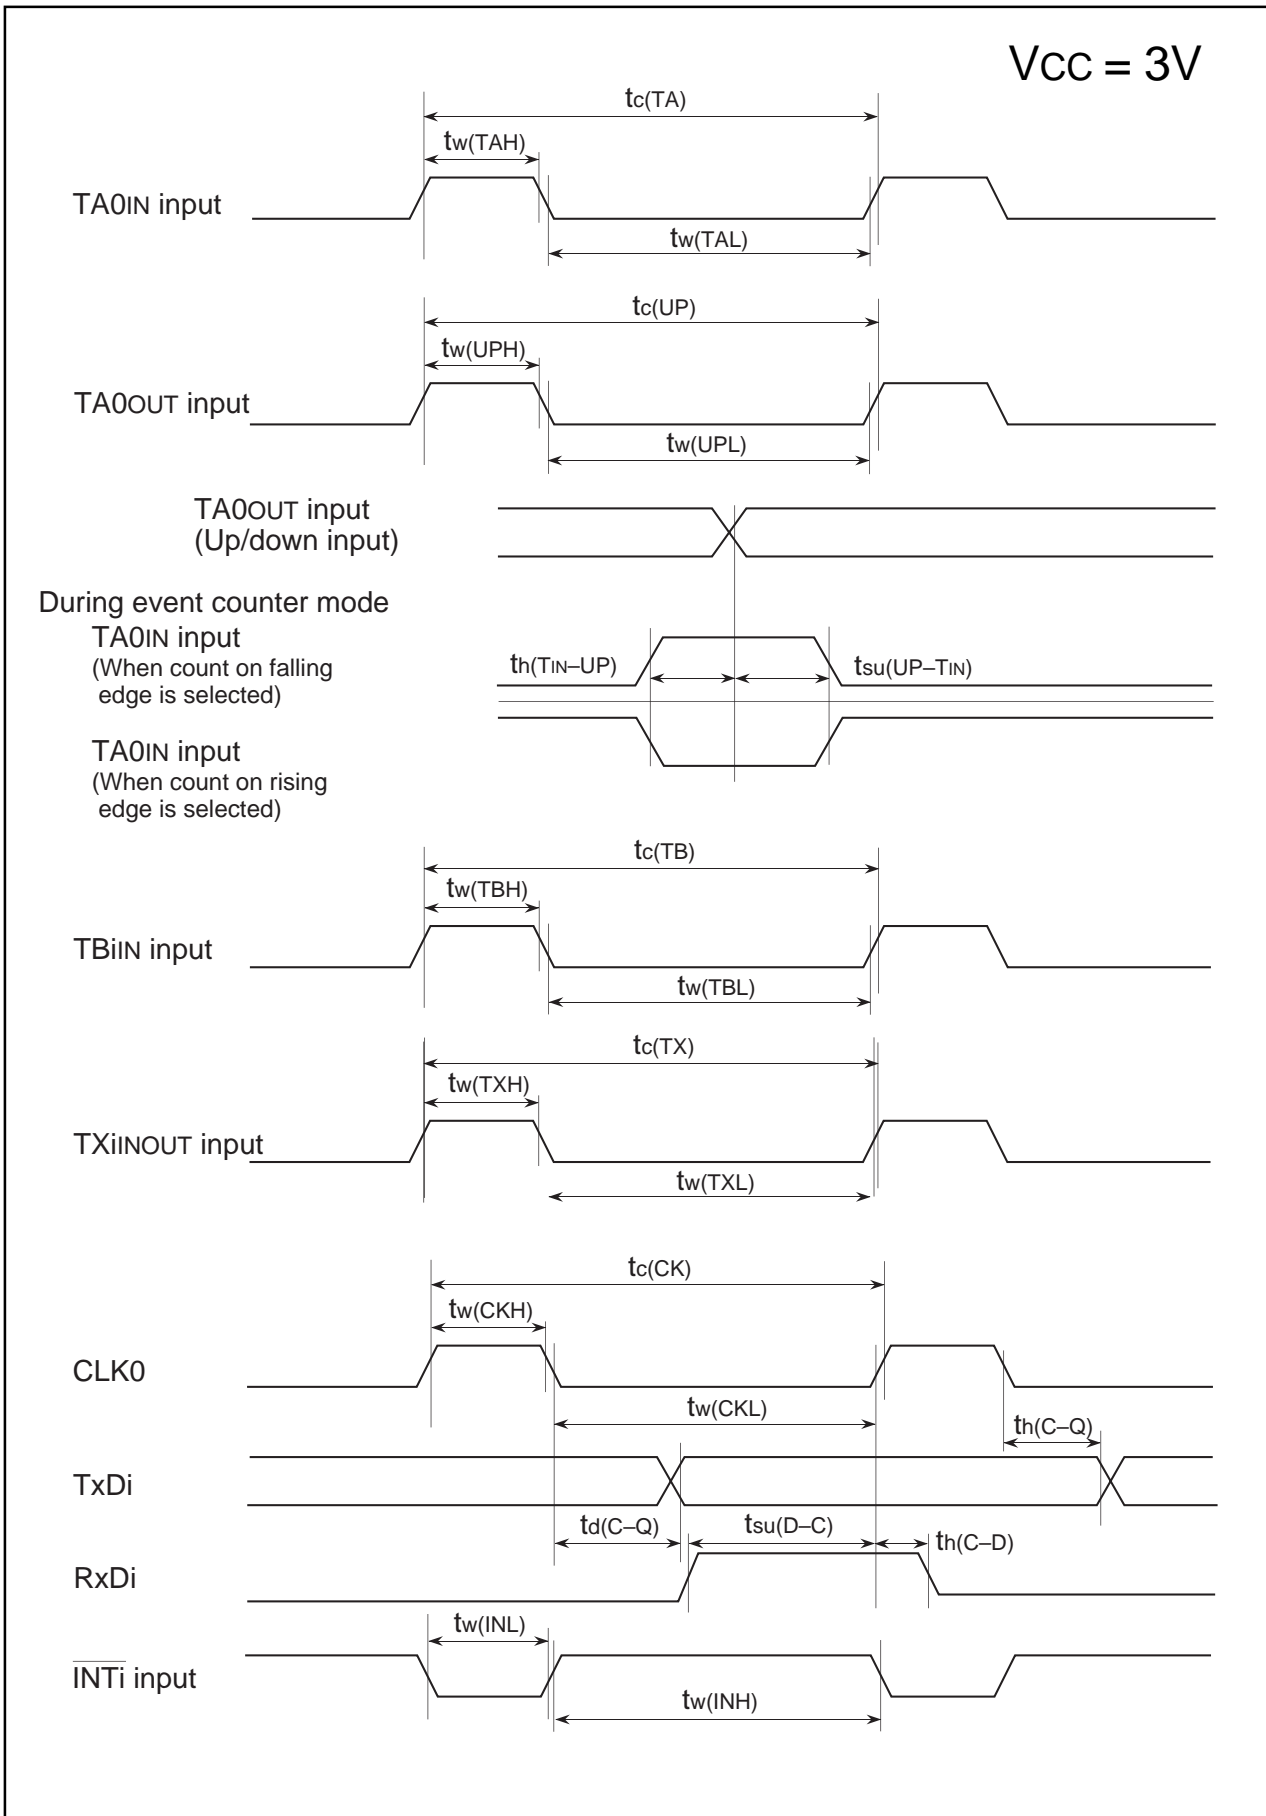 VCC = 3V
tc(TA)
tw(TAH)
TA0IN input
tw(TAL)
tc(UP)
tw(UPH)
TA0OUT input
tw(UPL)
TA0OUT input
(Up/down input)
During event counter mode
TA0IN input
(When count on falling
edge is selected)
th(TIN–UP)
tsu(UP–TIN)
TA0IN input
(When count on rising
edge is selected)
tc(TB)
tw(TBH)
TBiIN input
tw(TBL)
tc(TX)
tw(TXH)
TXiINOUT input
tw(TXL)
tc(CK)
tw(CKH)
CLK0
tw(CKL)
th(C–Q)
TxDi
td(C–Q)
tsu(D–C)
th(C–D)
RxDi
tw(INL)
INTi input
tw(INH)